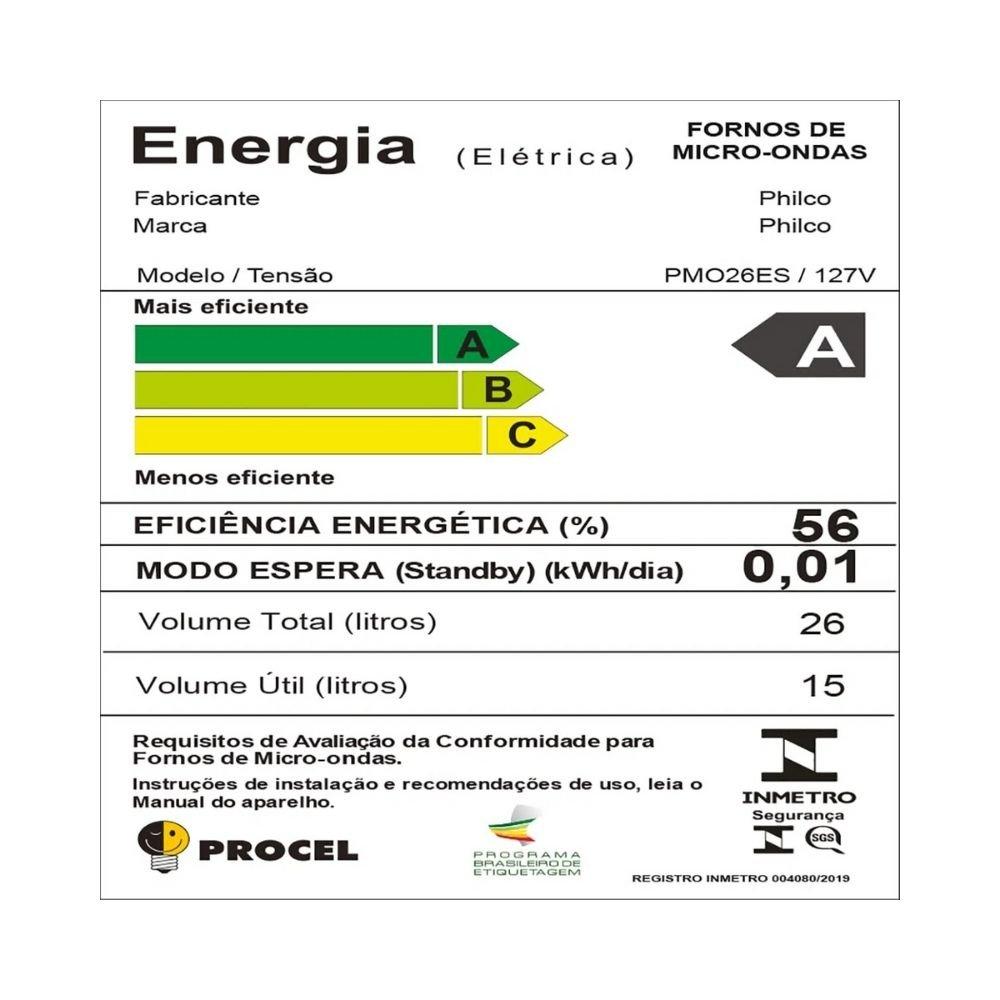 Energia (Elétrica) FORNOS DE MICRO-ONDAS
Fabricante Philco
Marca Philco
Modelo / Tensão PMO26ES / 127V
Mais eficiente
A A
B
C
Menos eficiente
EFICIÊNCIA ENERGÉTICA (%) 56
MODO ESPERA (Standby) (kWh/dia) 0,01
Volume Total (litros) 26
Volume Útil (litros) 15
Requisitos de Avaliação da Conformidade para
Fornos de Micro-ondas.
Instruções de instalação e recomendações de uso, leia o
Manual do aparelho.
PROCEL
PROGRAMA
BRASILEIRO DE
ETIQUETAGEM
INMETRO
Segurança
SGS
REGISTRO INMETRO 004080/2019